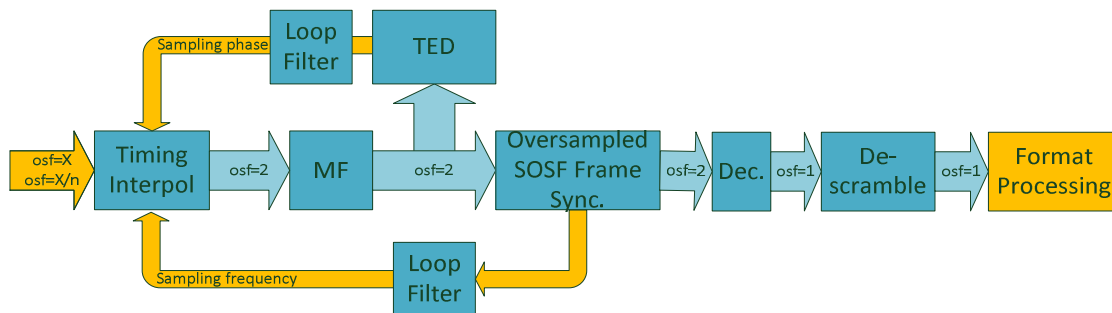 Sampling phase
Loop
Filter
TED
osf=X
osf=X/n
Timing
Interpol
osf=2
MF
osf=2
Oversampled
SOSF Frame
Sync.
osf=2
Dec.
osf=1
De-
scramble
osf=1
Format
Processing
Sampling frequency
Loop
Filter